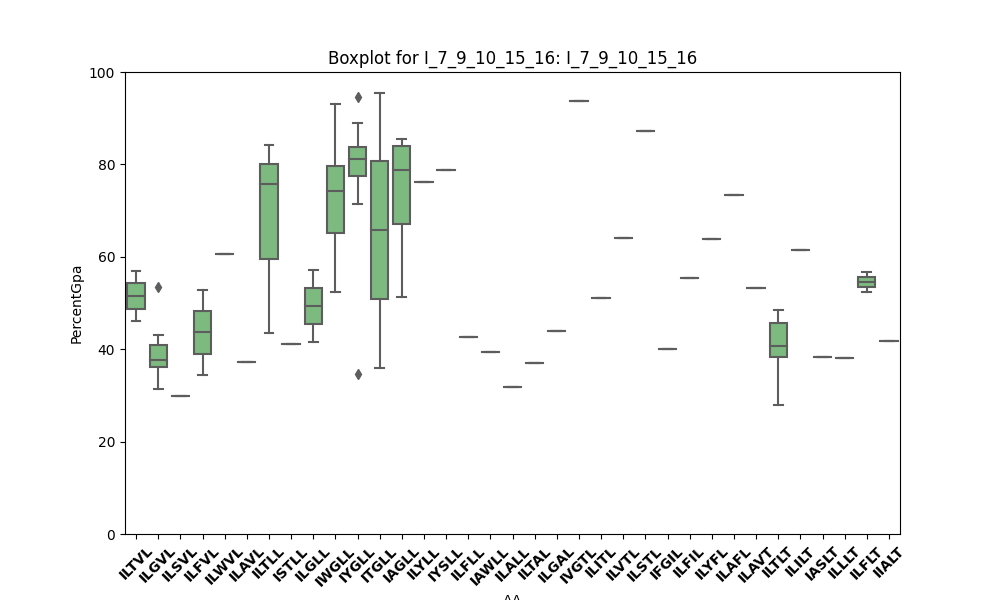 Boxplot for I_7_9_10_15_16: I_7_9_10_15_16
PercentGpa
100
80
60
40
20
0
ILTVL ILGVL ILSVL ILFVL ILWVL ILAVL ILTLL ISTLL ILGLL IWGLL IYGLL ITGLL IAGLL ILYLL IYSLL ILFLL IAWLL ILALL ILTAL ILGAL IVGTL ILITL ILVTL ILSTL IFGIL ILFIL ILYFL ILAFL ILAVT ILTLT ILILT IASLT ILLLT ILFLT IIALT
AA